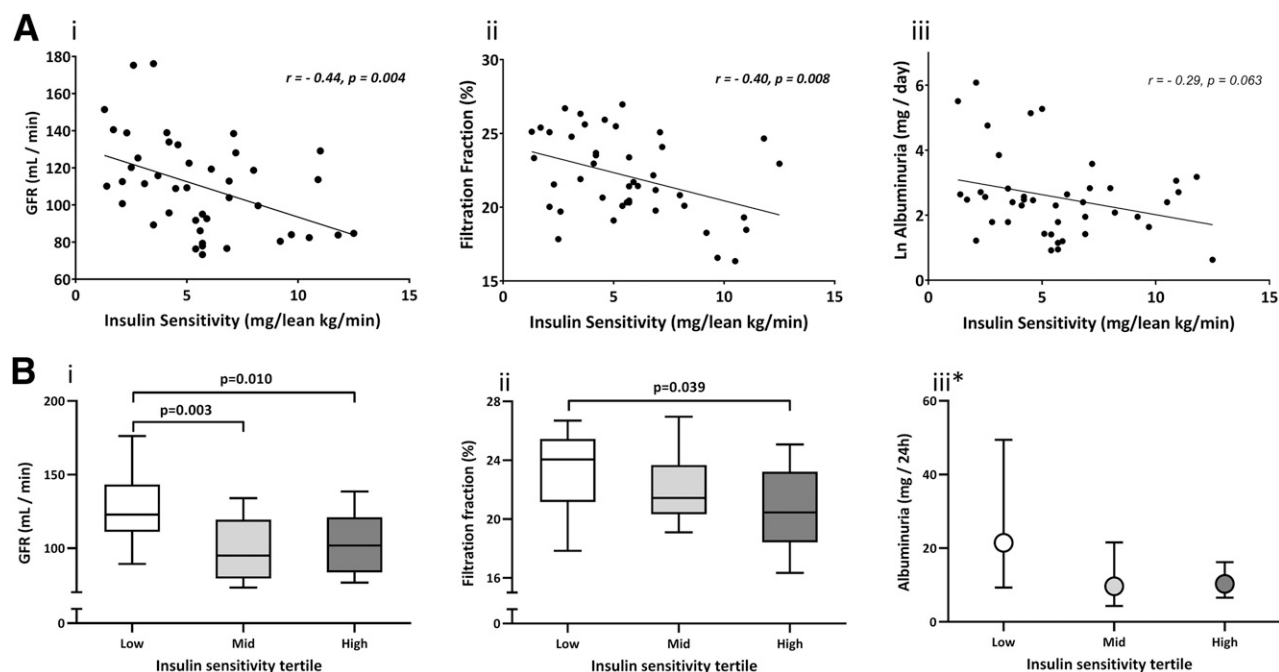 A
i
180
160
140
120
100
80
60
GFR (mL / min)
r = - 0.44, p = 0.004
0
5
10
15
Insulin Sensitivity (mg/lean kg/min)
ii
30
25
20
15
Filtration Fraction (%)
r = - 0.40, p = 0.008
0
5
10
15
Insulin Sensitivity (mg/lean kg/min)
iii
6
4
2
0
Ln Albuminuria (mg / day)
r = - 0.29, p = 0.063
0
5
10
15
Insulin Sensitivity (mg/lean kg/min)
B
i
200
150
100
0
GFR (mL / min)
p=0.010
p=0.003
Low
Mid
High
Insulin sensitivity tertile
ii
28
24
20
16
0
Filtration fraction (%)
p=0.039
Low
Mid
High
Insulin sensitivity tertile
iii*
60
40
20
0
Albuminuria (mg / 24h)
Low
Mid
High
Insulin sensitivity tertile